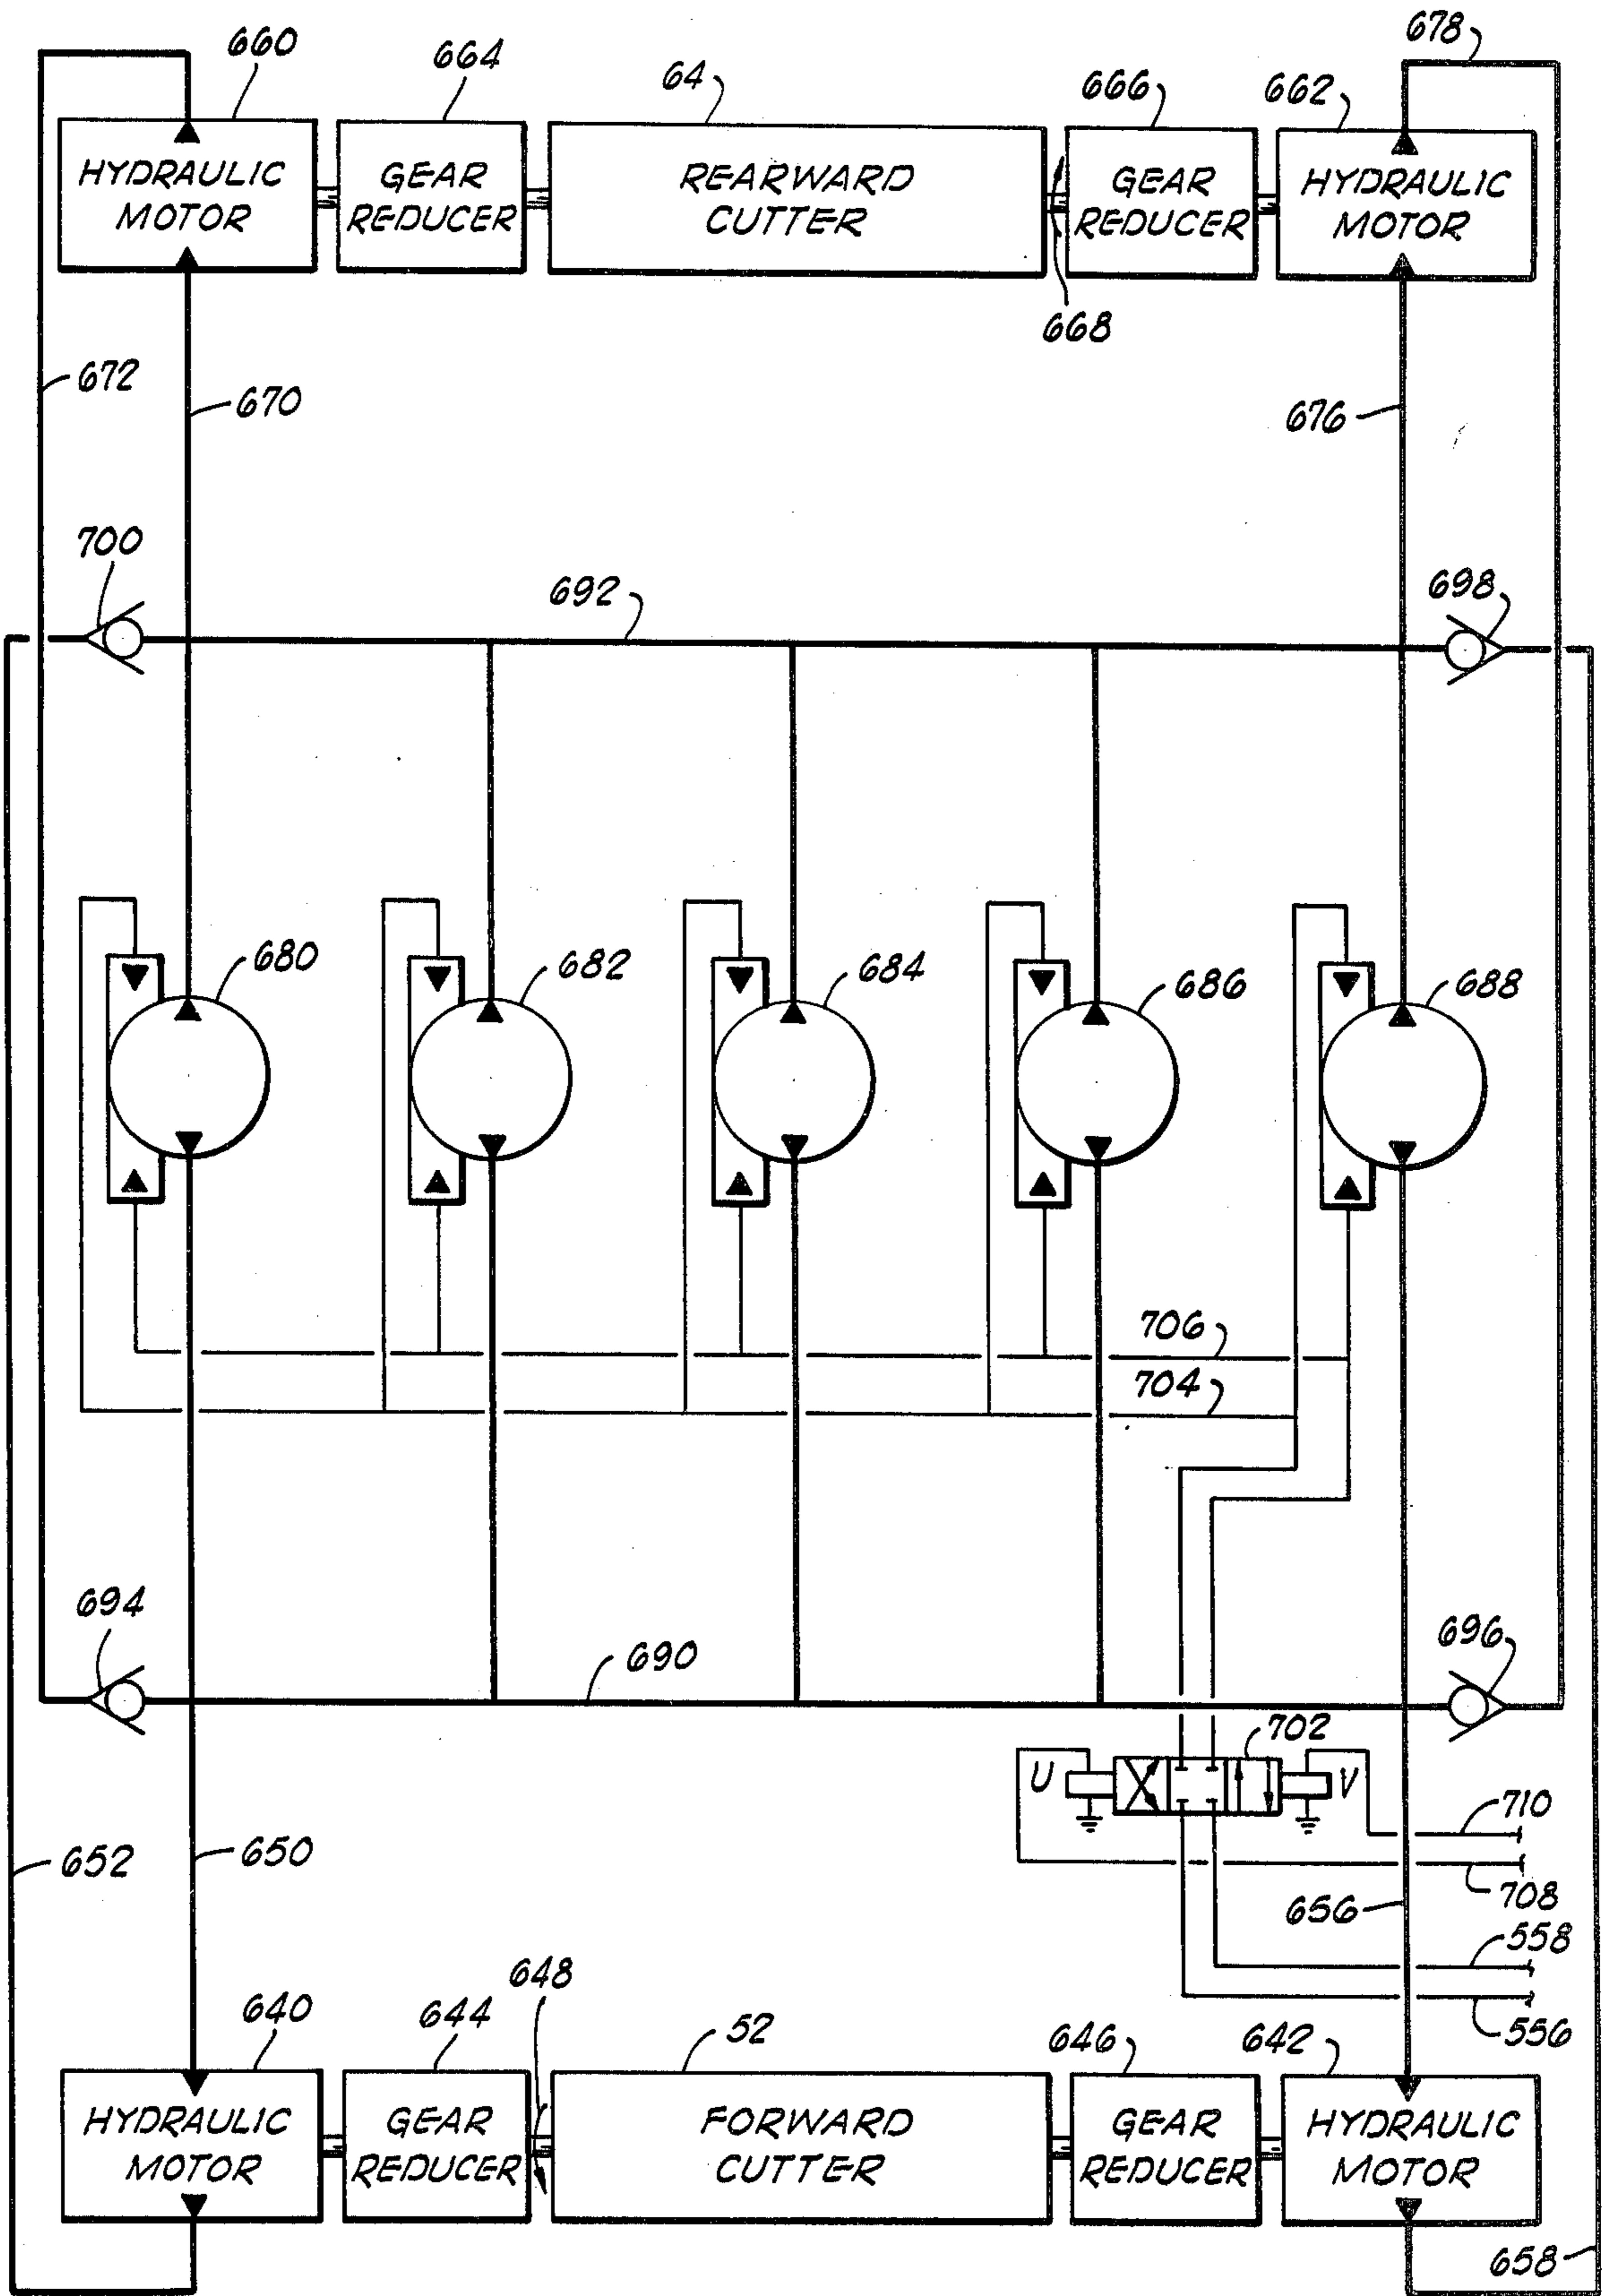 660
664
64
666
662
678
HYDRAULIC
MOTOR
GEAR
REDUCER
REARWARD
CUTTER
GEAR
REDUCER
HYDRAULIC
MOTOR
668
672
670
676
700
692
698
680
682
684
686
688
706
704
694
690
696
702
U
V
710
708
652
650
656
558
556
648
640
644
52
646
642
HYDRAULIC
MOTOR
GEAR
REDUCER
FORWARD
CUTTER
GEAR
REDUCER
HYDRAULIC
MOTOR
658